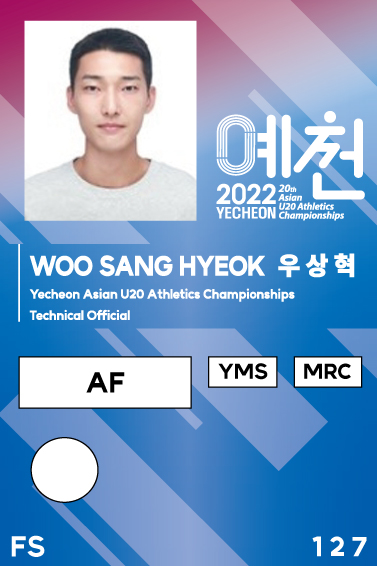 예천
2022
YECHEON
20th
Asian
U20 Athletics
Championships
WOO SANG HYEOK 우상혁
Yecheon Asian U20 Athletics Championships
Technical Official
AF
YMS
MRC
FS
127